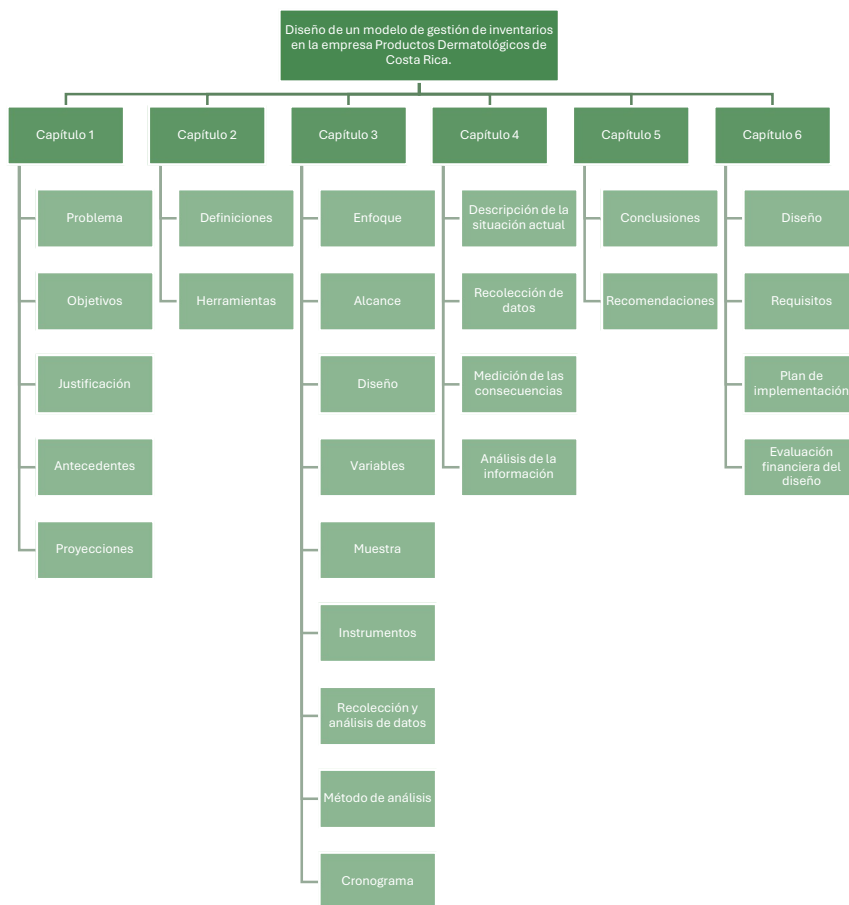 Diseño de un modelo de gestión de inventarios
en la empresa Productos Dermatológicos de
Costa Rica.
Capítulo 1
Problema
Objetivos
Justificación
Antecedentes
Proyecciones
Capítulo 2
Definiciones
Herramientas
Capítulo 3
Enfoque
Alcance
Diseño
Variables
Muestra
Instrumentos
Recolección y
análisis de datos
Método de análisis
Cronograma
Capítulo 4
Descripción de la
situación actual
Recolección de
datos
Medición de las
consecuencias
Análisis de la
información
Capítulo 5
Conclusiones
Recomendaciones
Capítulo 6
Diseño
Requisitos
Plan de
implementación
Evaluación
financiera del
diseño